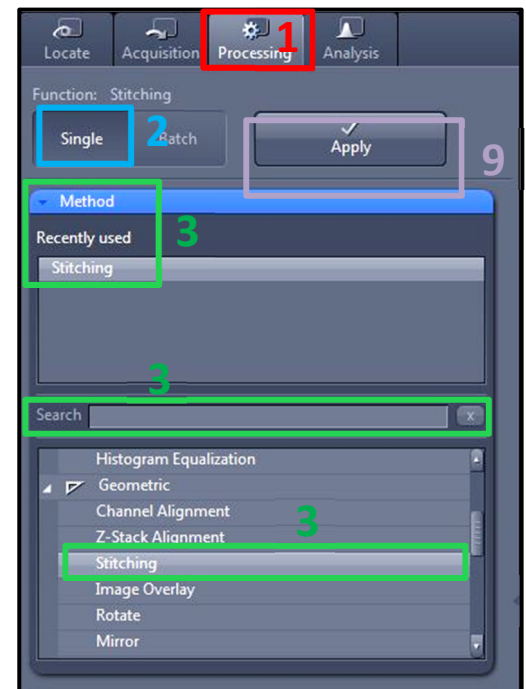 Locate Acquisition Processing 1 Analysis
Function: Stitching
Single 2 Batch Apply 9
Method
Recently used 3
Stitching
3
Search x
Histogram Equalization
Geometric
Channel Alignment
3
Z-Stack Alignment
Stitching
Image Overlay
Rotate
Mirror